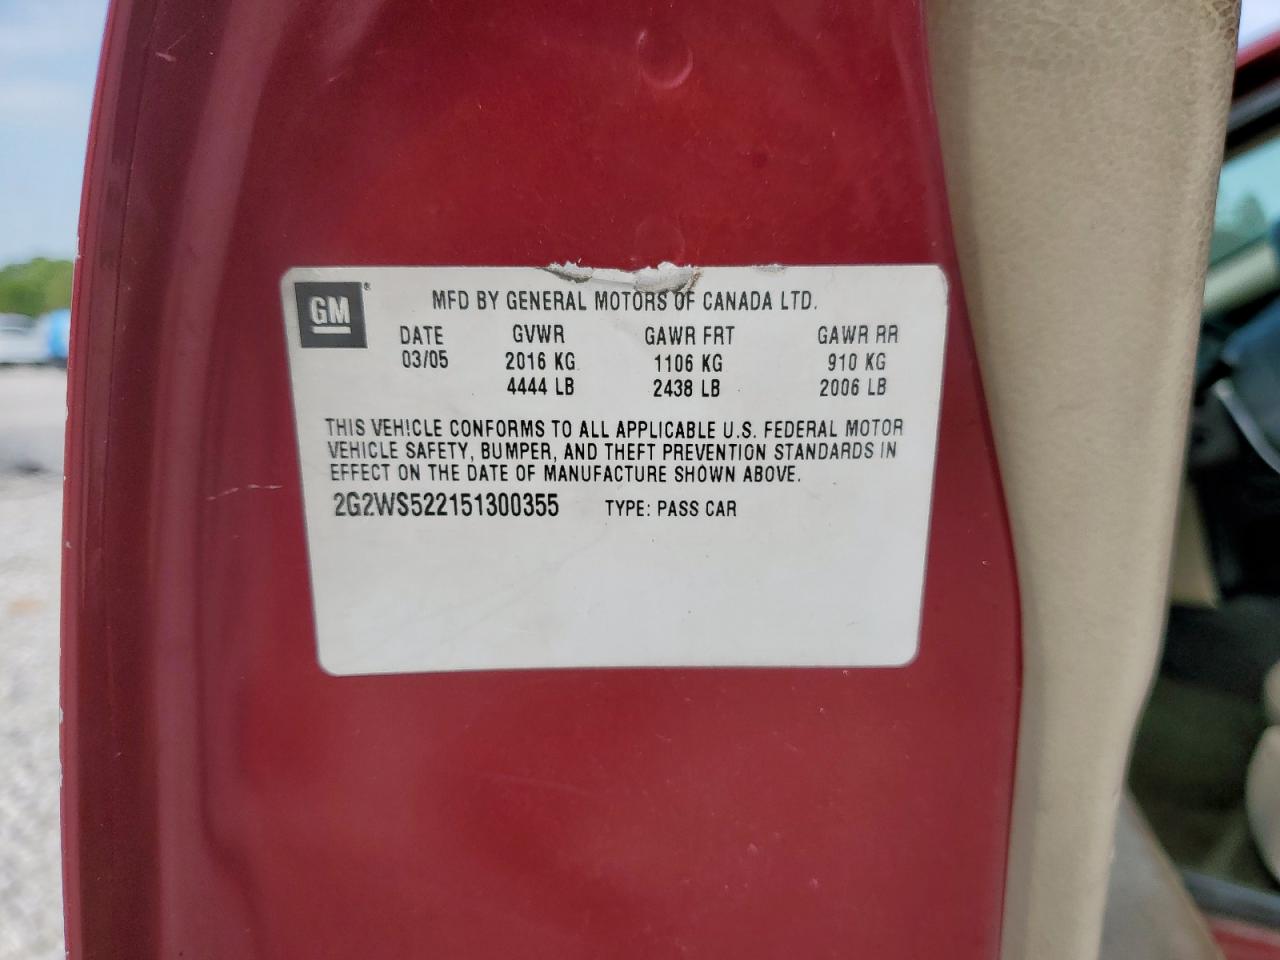 GM®
MFD BY GENERAL MOTORS OF CANADA LTD.
DATE GVWR GAWR FRT GAWR RR
03/05 2016 KG 1106 KG 910 KG
4444 LB 2438 LB 2006 LB
THIS VEHICLE CONFORMS TO ALL APPLICABLE U.S. FEDERAL MOTOR
VEHICLE SAFETY, BUMPER, AND THEFT PREVENTION STANDARDS IN
EFFECT ON THE DATE OF MANUFACTURE SHOWN ABOVE.
2G2WS522151300355 TYPE: PASS CAR